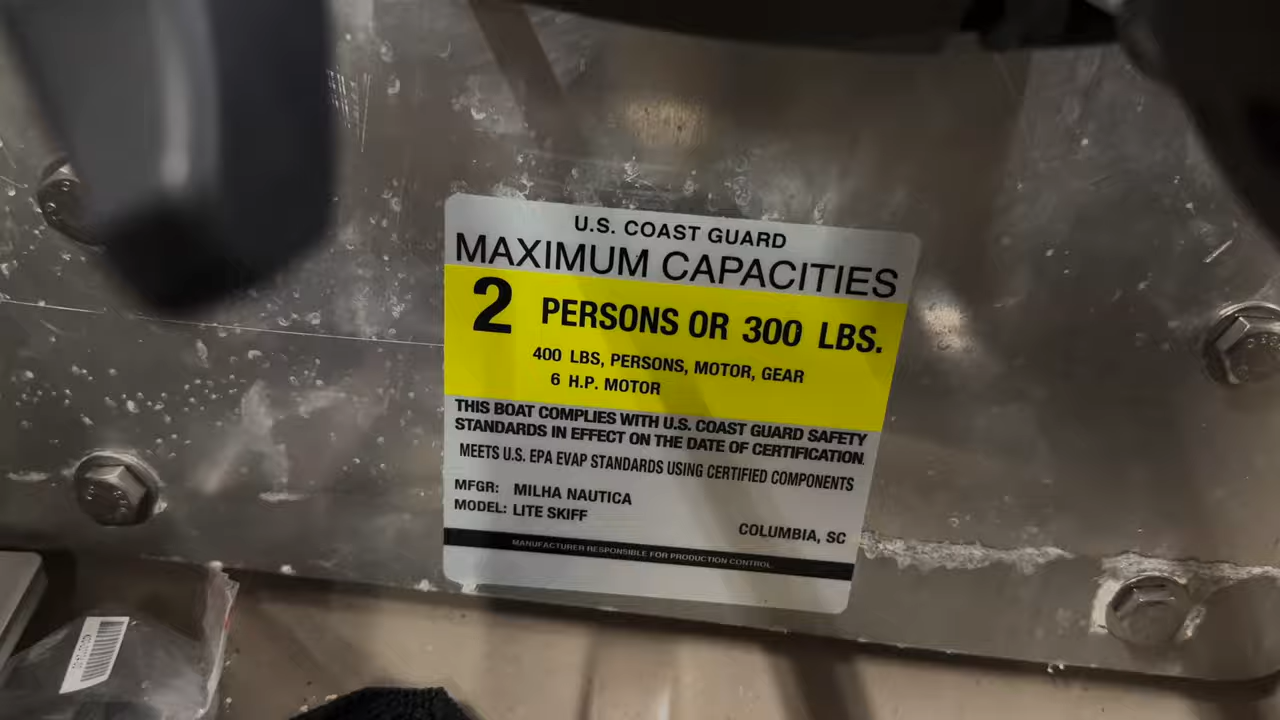 U.S. COAST GUARD
MAXIMUM CAPACITIES
2 PERSONS OR 300 LBS.
400 LBS, PERSONS, MOTOR, GEAR
6 H.P. MOTOR
THIS BOAT COMPLIES WITH U.S. COAST GUARD SAFETY
STANDARDS IN EFFECT ON THE DATE OF CERTIFICATION.
MEETS U.S. EPA EVAP STANDARDS USING CERTIFIED COMPONENTS
MFGR: MILHA NAUTICA
MODEL: LITE SKIFF
COLUMBIA, SC
MANUFACTURER RESPONSIBLE FOR PRODUCTION CONTROL